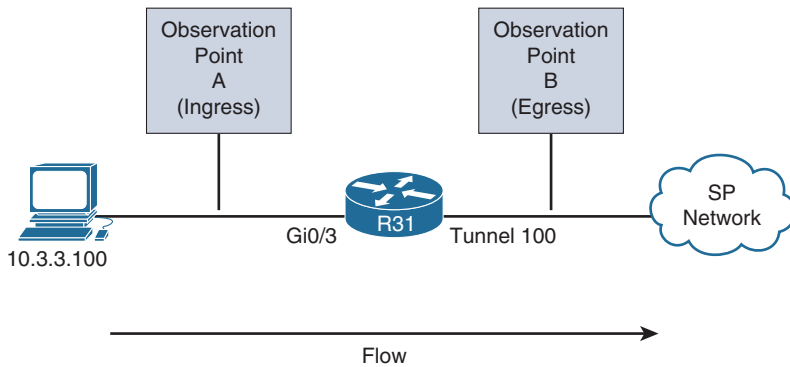 Observation
Point
A
(Ingress)
Observation
Point
B
(Egress)
10.3.3.100
Gi0/3
R31
Tunnel 100
SP
Network
Flow